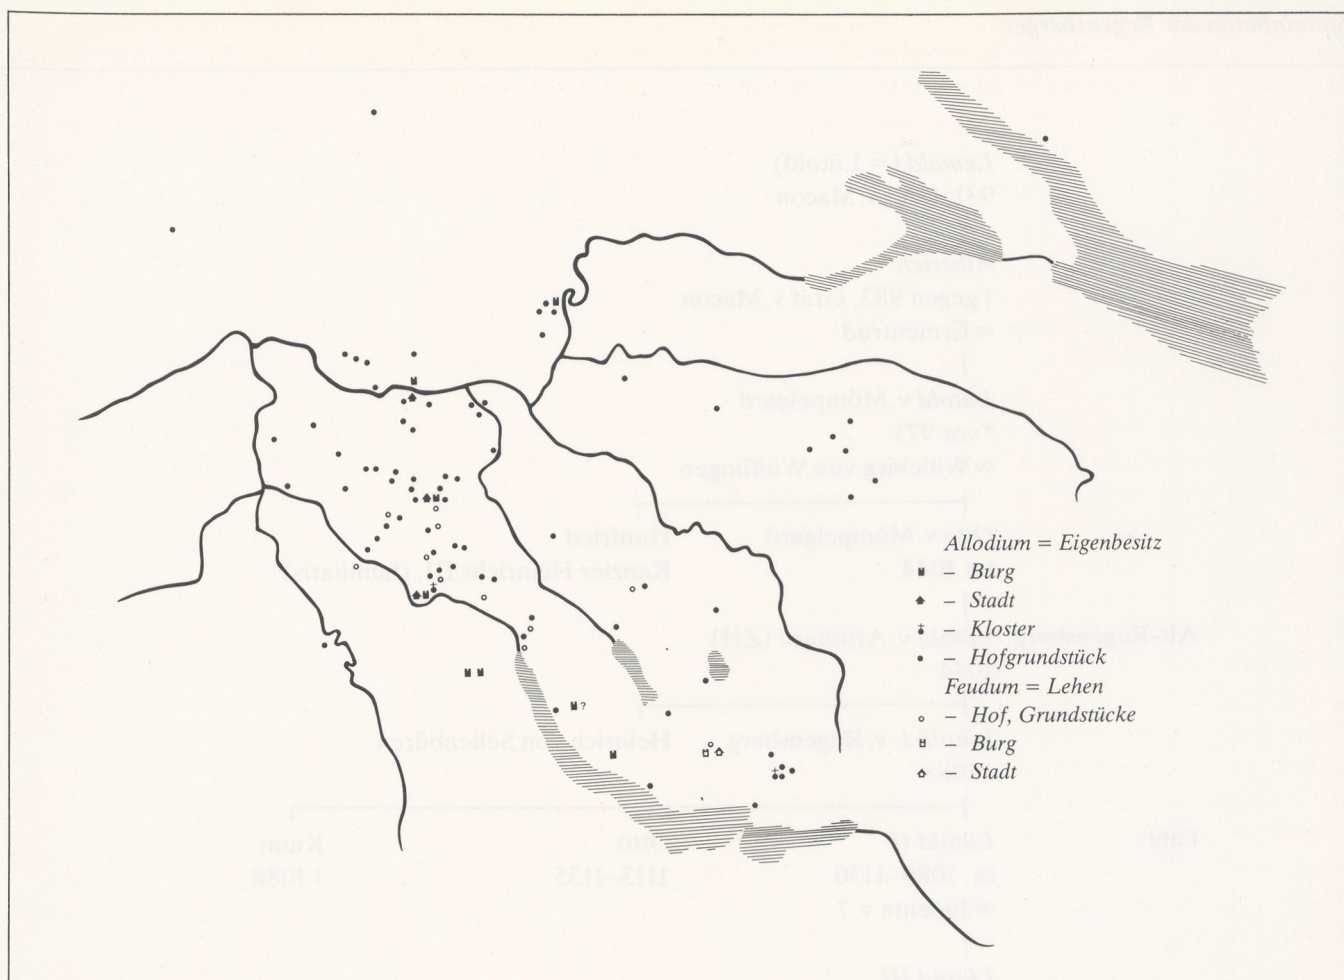 ?
Allodium = Eigenbesitz
– Burg
– Stadt
– Kloster
– Hofgrundstück
Feudum = Lehen
– Hof, Grundstücke
– Burg
– Stadt